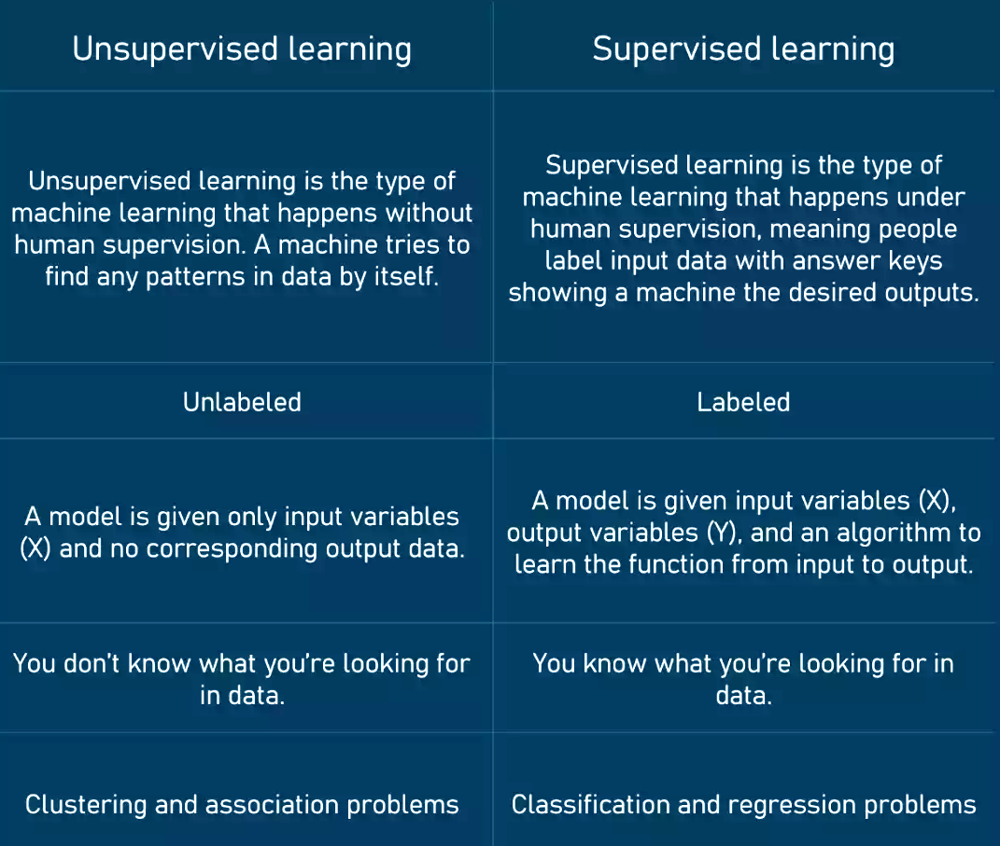 Unsupervised learning
Supervised learning
Unsupervised learning is the type of
machine learning that happens without
human supervision. A machine tries to
find any patterns in data by itself.
Supervised learning is the type of
machine learning that happens under
human supervision, meaning people
label input data with answer keys
showing a machine the desired outputs.
Unlabeled
Labeled
A model is given only input variables
(X) and no corresponding output data.
A model is given input variables (X),
output variables (Y), and an algorithm to
learn the function from input to output.
You don't know what you're looking for
in data.
You know what you're looking for in
data.
Clustering and association problems
Classification and regression problems